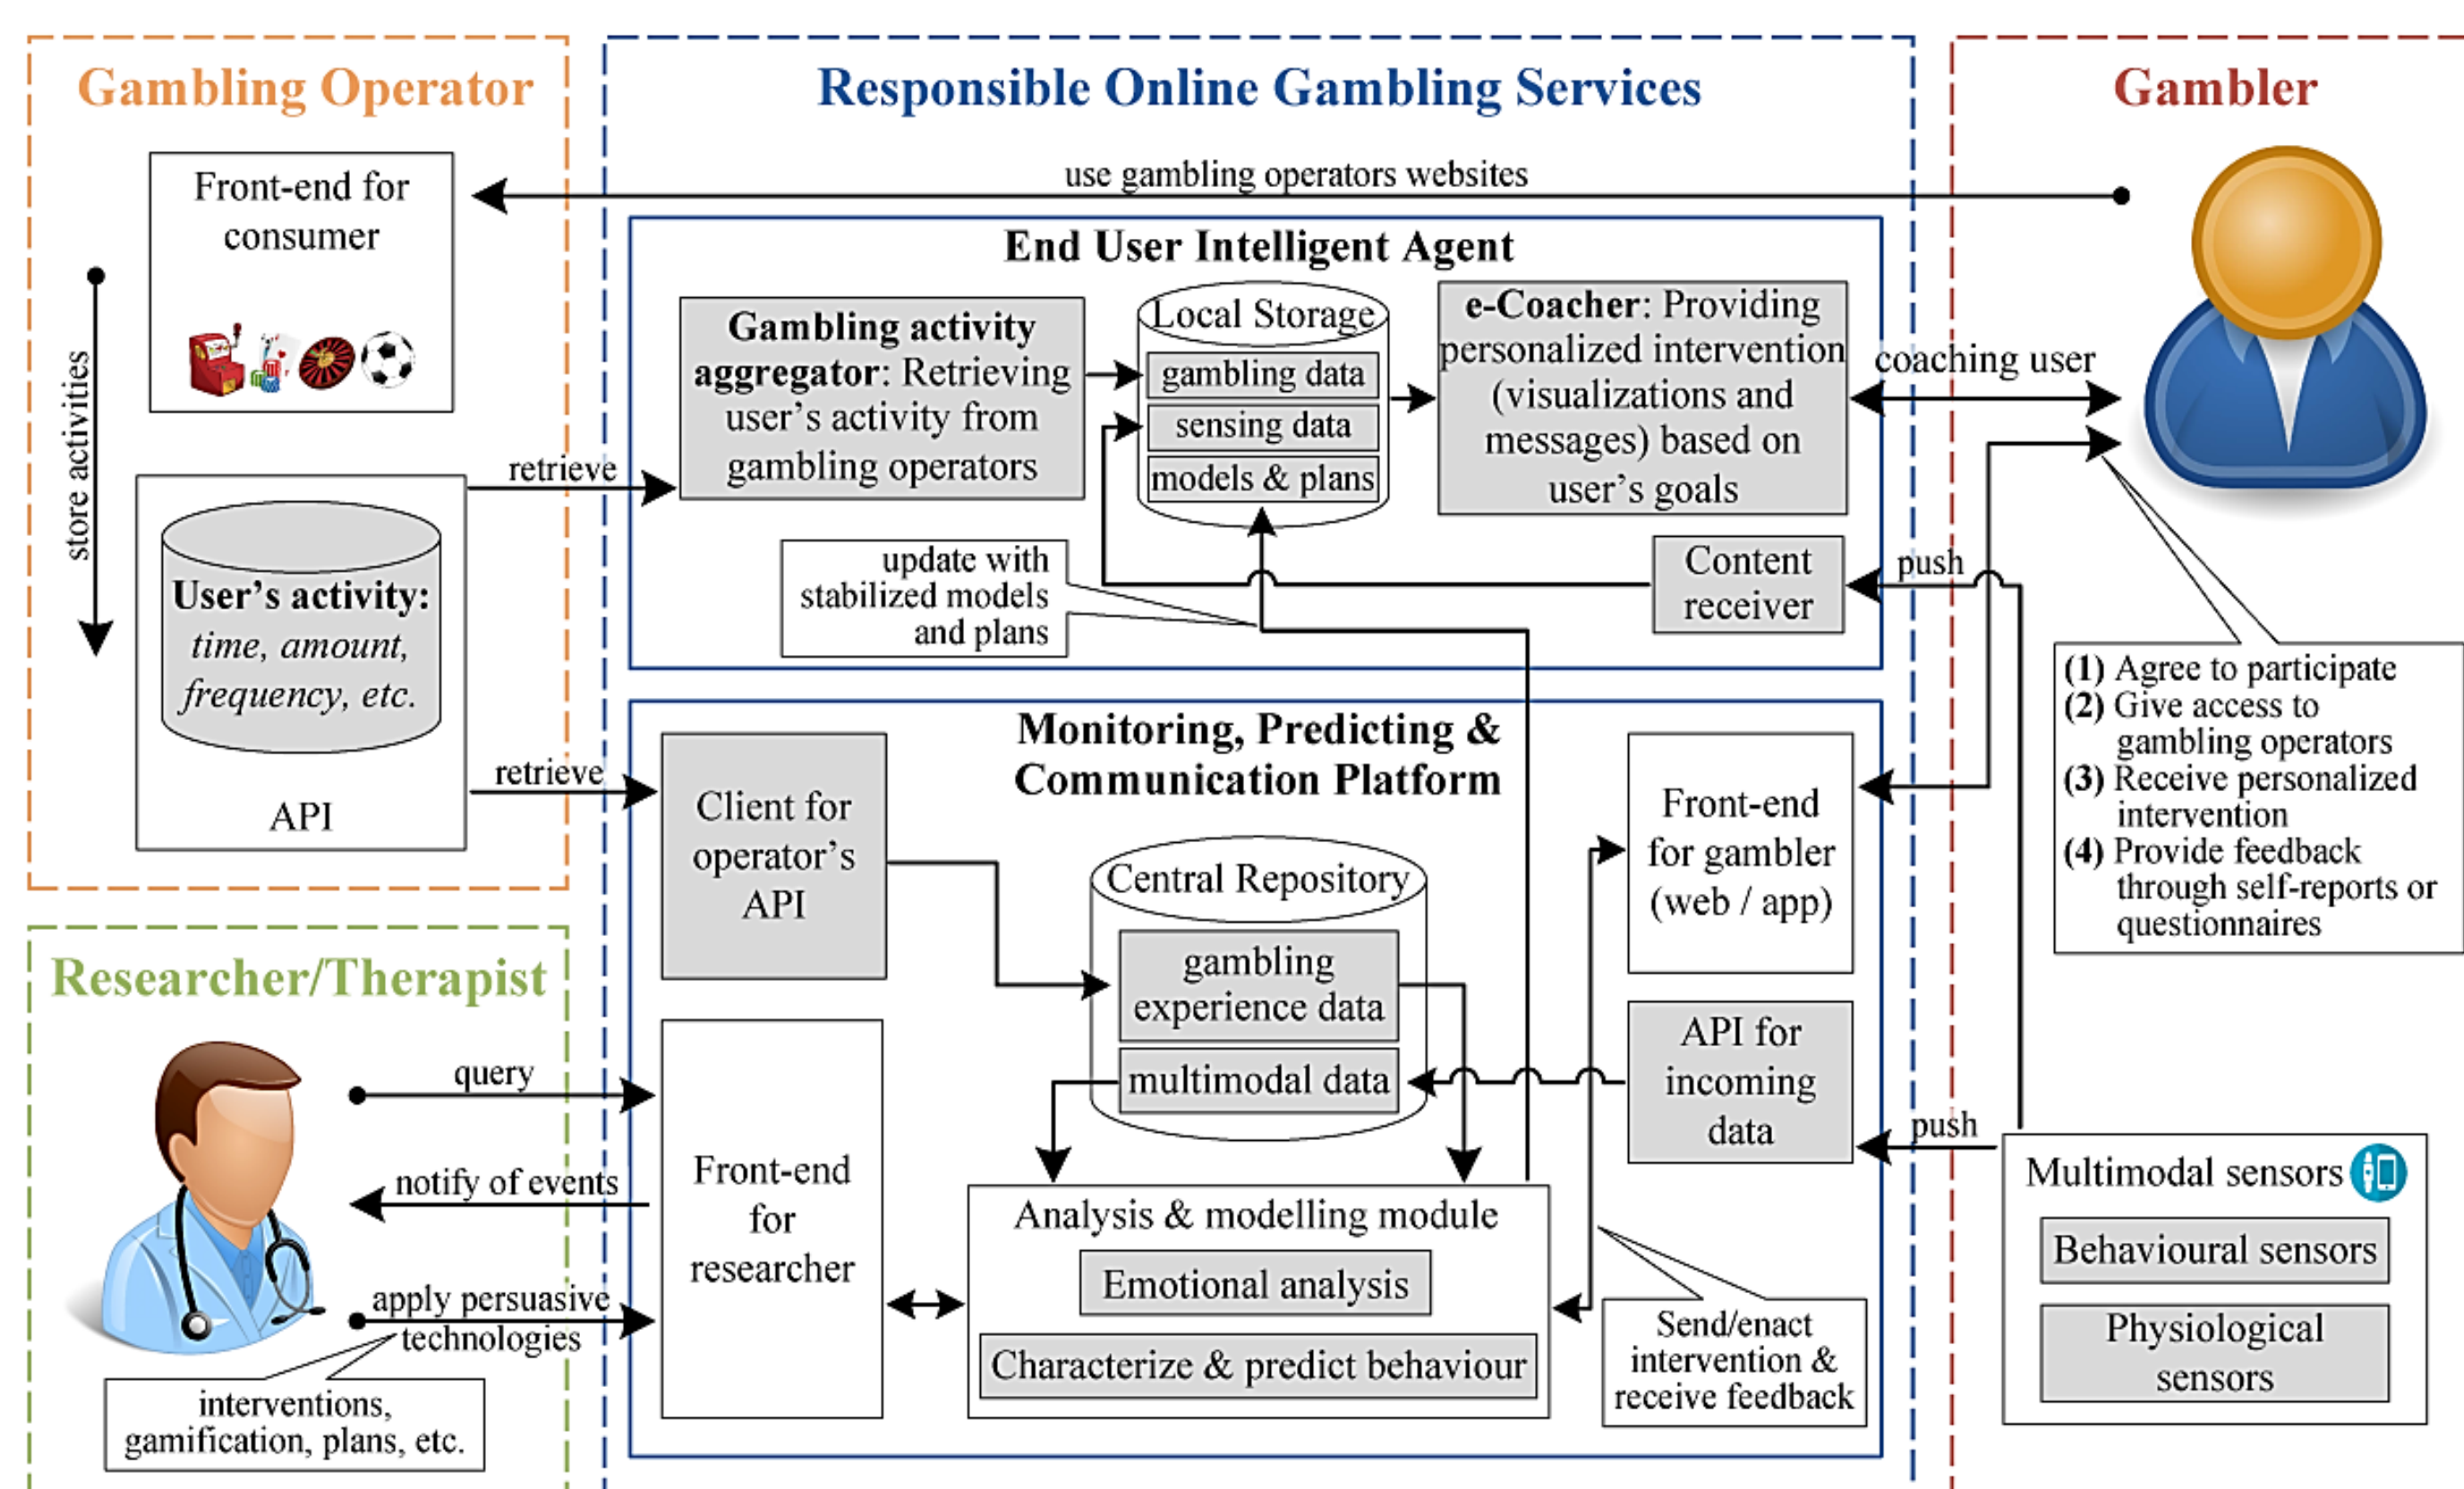 Gambling Operator
Front-end for
consumer
store activities
User's activity:
time, amount,
frequency, etc.
API
Researcher/Therapist
query
notify of events
apply persuasive
technologies
interventions,
gamification, plans, etc.
Responsible Online Gambling Services
use gambling operators websites
End User Intelligent Agent
retrieve
Gambling activity
aggregator: Retrieving
user's activity from
gambling operators
Local Storage
gambling data
sensing data
models & plans
e-Coacher: Providing
personalized intervention
(visualizations and
messages) based on
user's goals
coaching user
update with
stabilized models
and plans
Content
receiver
push
Monitoring, Predicting &
Communication Platform
retrieve
Client for
operator's
API
Central Repository
gambling
experience data
multimodal data
Front-end
for gambler
(web / app)
API for
incoming
data
push
Front-end
for
researcher
Analysis & modelling module
Emotional analysis
Characterize & predict behaviour
Send/enact
intervention &
receive feedback
Gambler
(1) Agree to participate
(2) Give access to
gambling operators
(3) Receive personalized
intervention
(4) Provide feedback
through self-reports or
questionnaires
Multimodal sensors
Behavioural sensors
Physiological
sensors